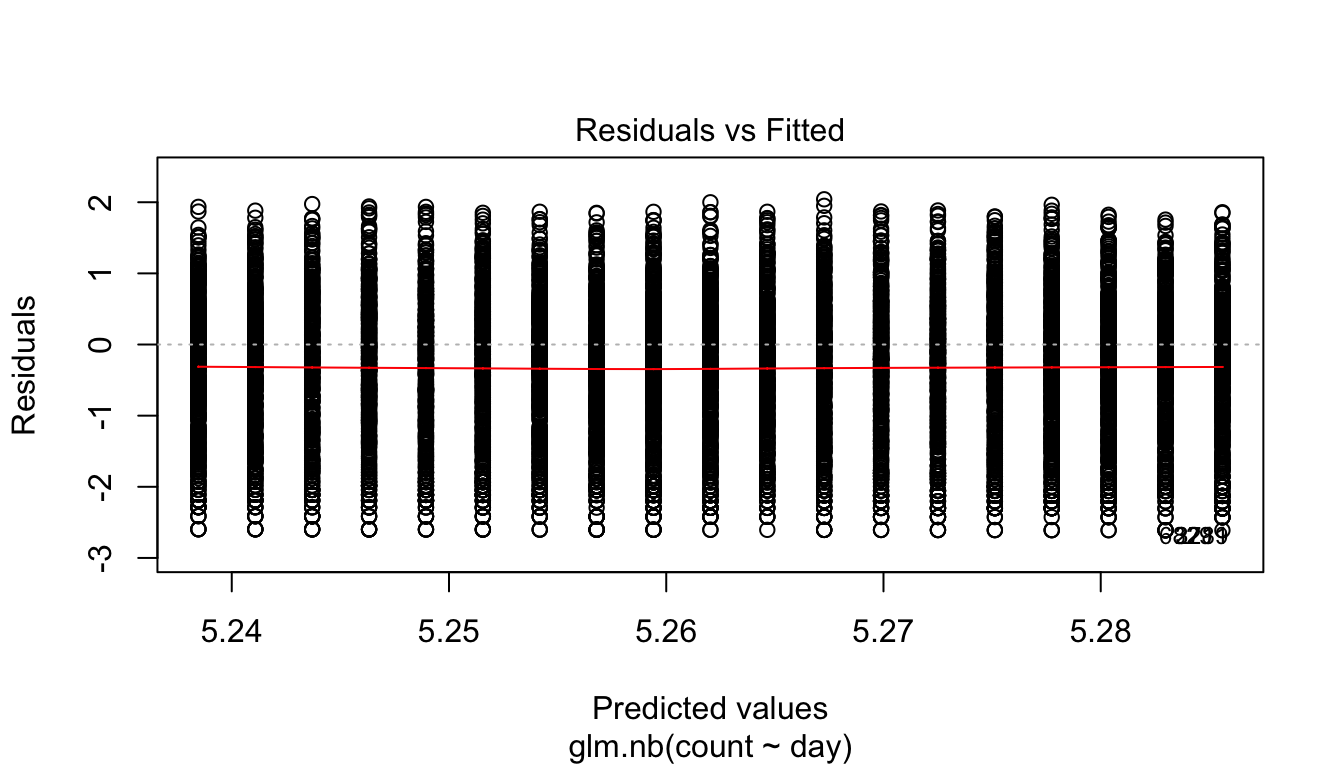 Residuals vs Fitted
2
1
0
-1
-2
-3
Residuals
5.24
5.25
5.26
5.27
5.28
Predicted values
glm.nb(count ~ day)